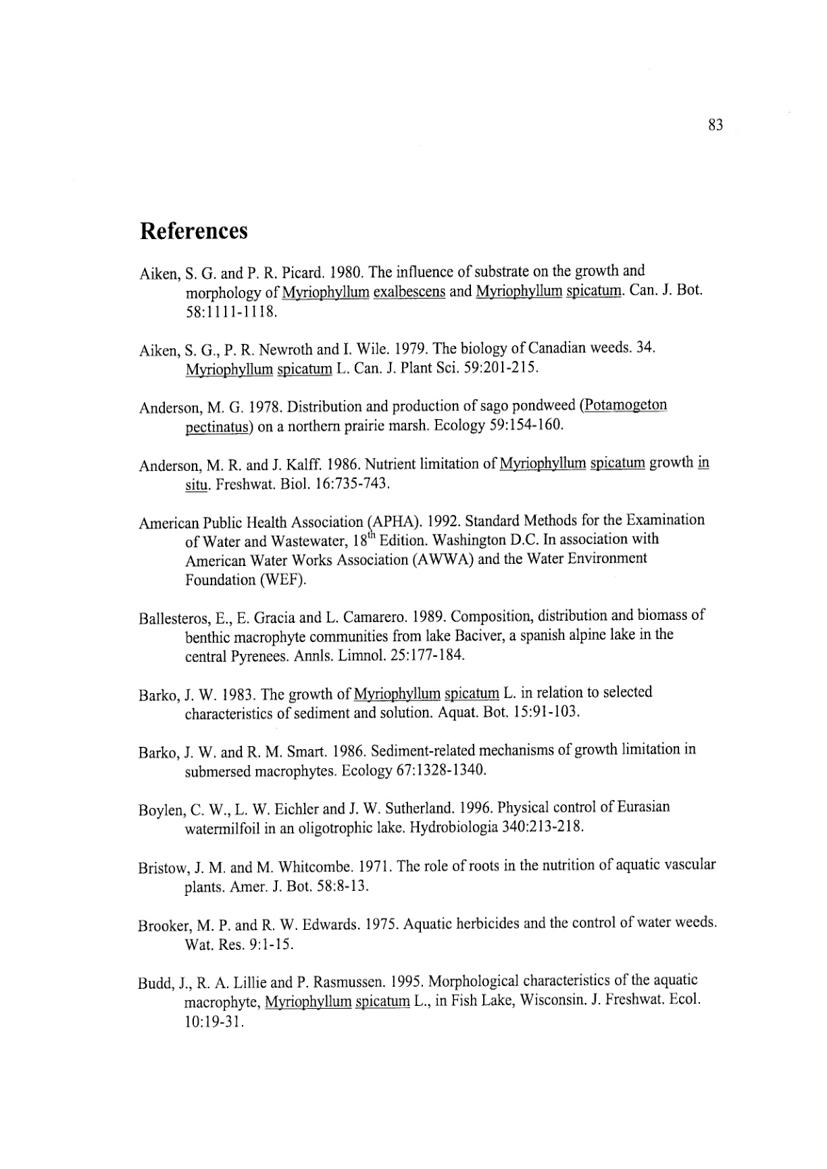 83
References
Aiken, S. G. and P. R. Picard. 1980. The influence of substrate on the growth and
morphology of Myriophyllum exalbescens and Myriophyllum spicatum. Can. J. Bot.
58:1111-1118.
Aiken, S. G., P. R. Newroth and I. Wile. 1979. The biology of Canadian weeds. 34.
Myriophyllum spicatum L. Can. J. Plant Sci. 59:201-215.
Anderson, M. G. 1978. Distribution and production of sago pondweed (Potamogeton
pectinatus) on a northern prairie marsh. Ecology 59:154-160.
Anderson, M. R. and J. Kalff. 1986. Nutrient limitation of Myriophyllum spicatum growth in
situ. Freshwat. Biol. 16:735-743.
American Public Health Association (APHA). 1992. Standard Methods for the Examination
of Water and Wastewater, 18th Edition. Washington D.C. In association with
American Water Works Association (AWWA) and the Water Environment
Foundation (WEF).
Ballesteros, E., E. Gracia and L. Camarero. 1989. Composition, distribution and biomass of
benthic macrophyte communities from lake Baciver, a spanish alpine lake in the
central Pyrenees. Annls. Limnol. 25:177-184.
Barko, J. W. 1983. The growth of Myriophyllum spicatum L. in relation to selected
characteristics of sediment and solution. Aquat. Bot. 15:91-103.
Barko, J. W. and R. M. Smart. 1986. Sediment-related mechanisms of growth limitation in
submersed macrophytes. Ecology 67:1328-1340.
Boylen, C. W., L. W. Eichler and J. W. Sutherland. 1996. Physical control of Eurasian
watermilfoil in an oligotrophic lake. Hydrobiologia 340:213-218.
Bristow, J. M. and M. Whitcombe. 1971. The role of roots in the nutrition of aquatic vascular
plants. Amer. J. Bot. 58:8-13.
Brooker, M. P. and R. W. Edwards. 1975. Aquatic herbicides and the control of water weeds.
Wat. Res. 9:1-15.
Budd, J., R. A. Lillie and P. Rasmussen. 1995. Morphological characteristics of the aquatic
macrophyte, Myriophyllum spicatum L., in Fish Lake, Wisconsin. J. Freshwat. Ecol.
10:19-31.